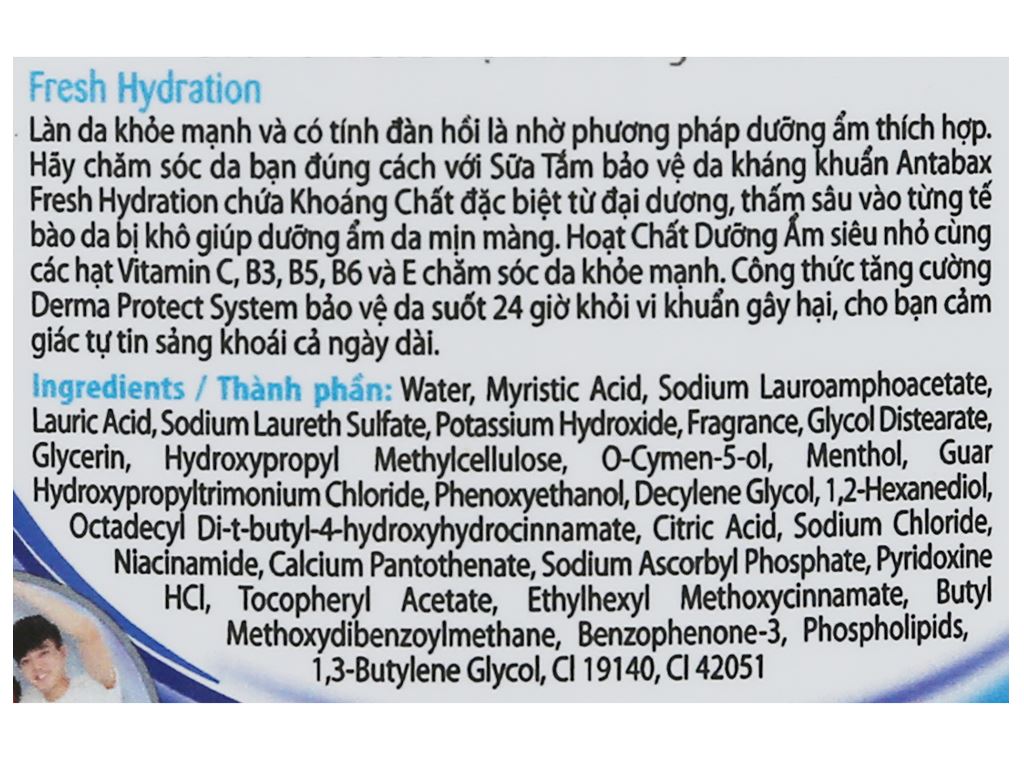 Fresh Hydration
Làn da khỏe mạnh và có tính đàn hồi là nhờ phương pháp dưỡng ẩm thích hợp.
Hãy chăm sóc da bạn đúng cách với Sữa Tắm bảo vệ da kháng khuẩn Antabax
Fresh Hydration chứa Khoáng Chất đặc biệt từ đại dương, thấm sâu vào từng tế
bào da bị khô giúp dưỡng ẩm da mịn màng. Hoạt Chất Dưỡng Ẩm siêu nhỏ cùng
các hạt Vitamin C, B3, B5, B6 và E chăm sóc da khỏe mạnh. Công thức tăng cường
Derma Protect System bảo vệ da suốt 24 giờ khỏi vi khuẩn gây hại, cho bạn cảm
giác tự tin sảng khoái cả ngày dài.
Ingredients / Thành phần: Water, Myristic Acid, Sodium Lauroamphoacetate,
Lauric Acid, Sodium Laureth Sulfate, Potassium Hydroxide, Fragrance, Glycol Distearate,
Glycerin, Hydroxypropyl Methylcellulose, O-Cymen-5-ol, Menthol, Guar
Hydroxypropyltrimonium Chloride, Phenoxyethanol, Decylene Glycol, 1,2-Hexanediol,
Octadecyl Di-t-butyl-4-hydroxyhydrocinnamate, Citric Acid, Sodium Chloride,
Niacinamide, Calcium Pantothenate, Sodium Ascorbyl Phosphate, Pyridoxine
HCl, Tocopheryl Acetate, Ethylhexyl Methoxycinnamate, Butyl
Methoxydibenzoylmethane, Benzophenone-3, Phospholipids,
1,3-Butylene Glycol, CI 19140, CI 42051